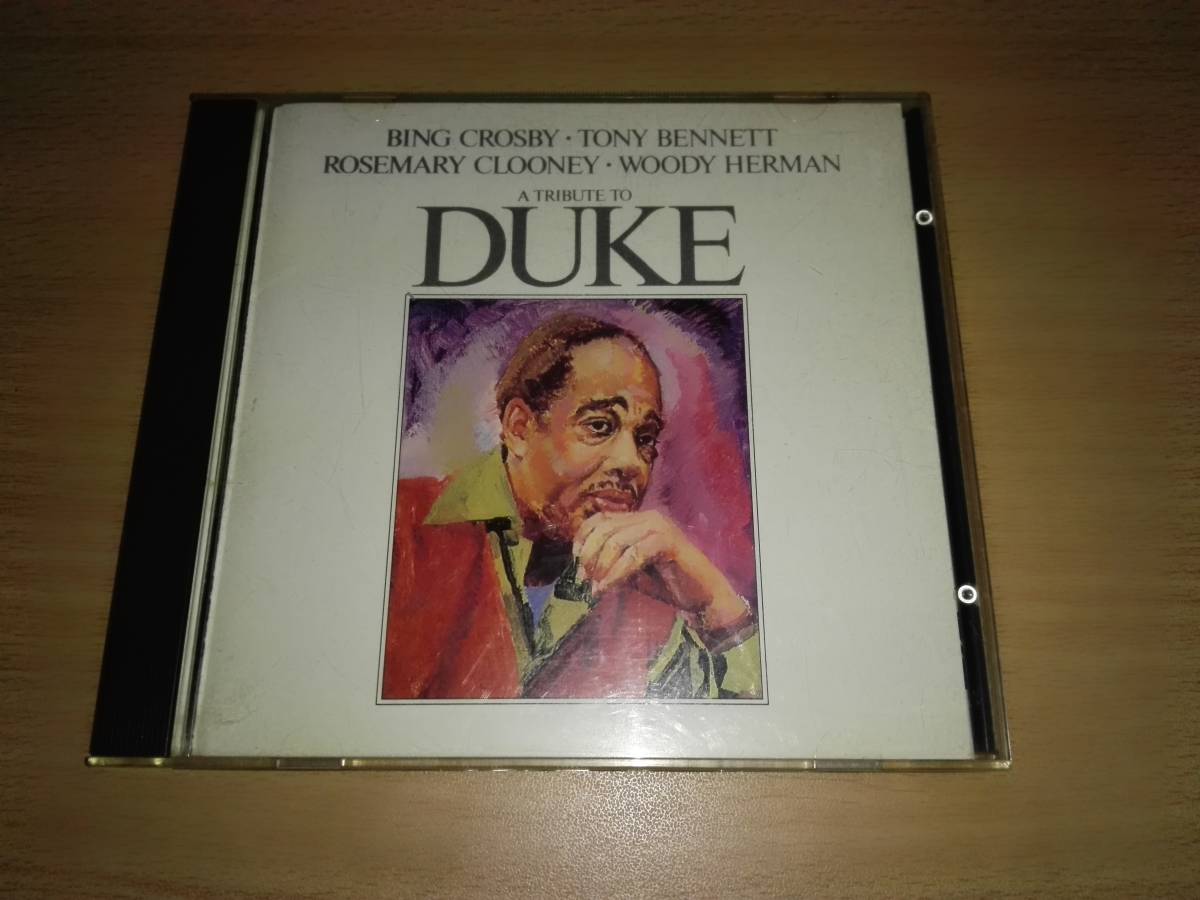 BING CROSBY · TONY BENNETT
ROSEMARY CLOONEY · WOODY HERMAN
A TRIBUTE TO
DUKE